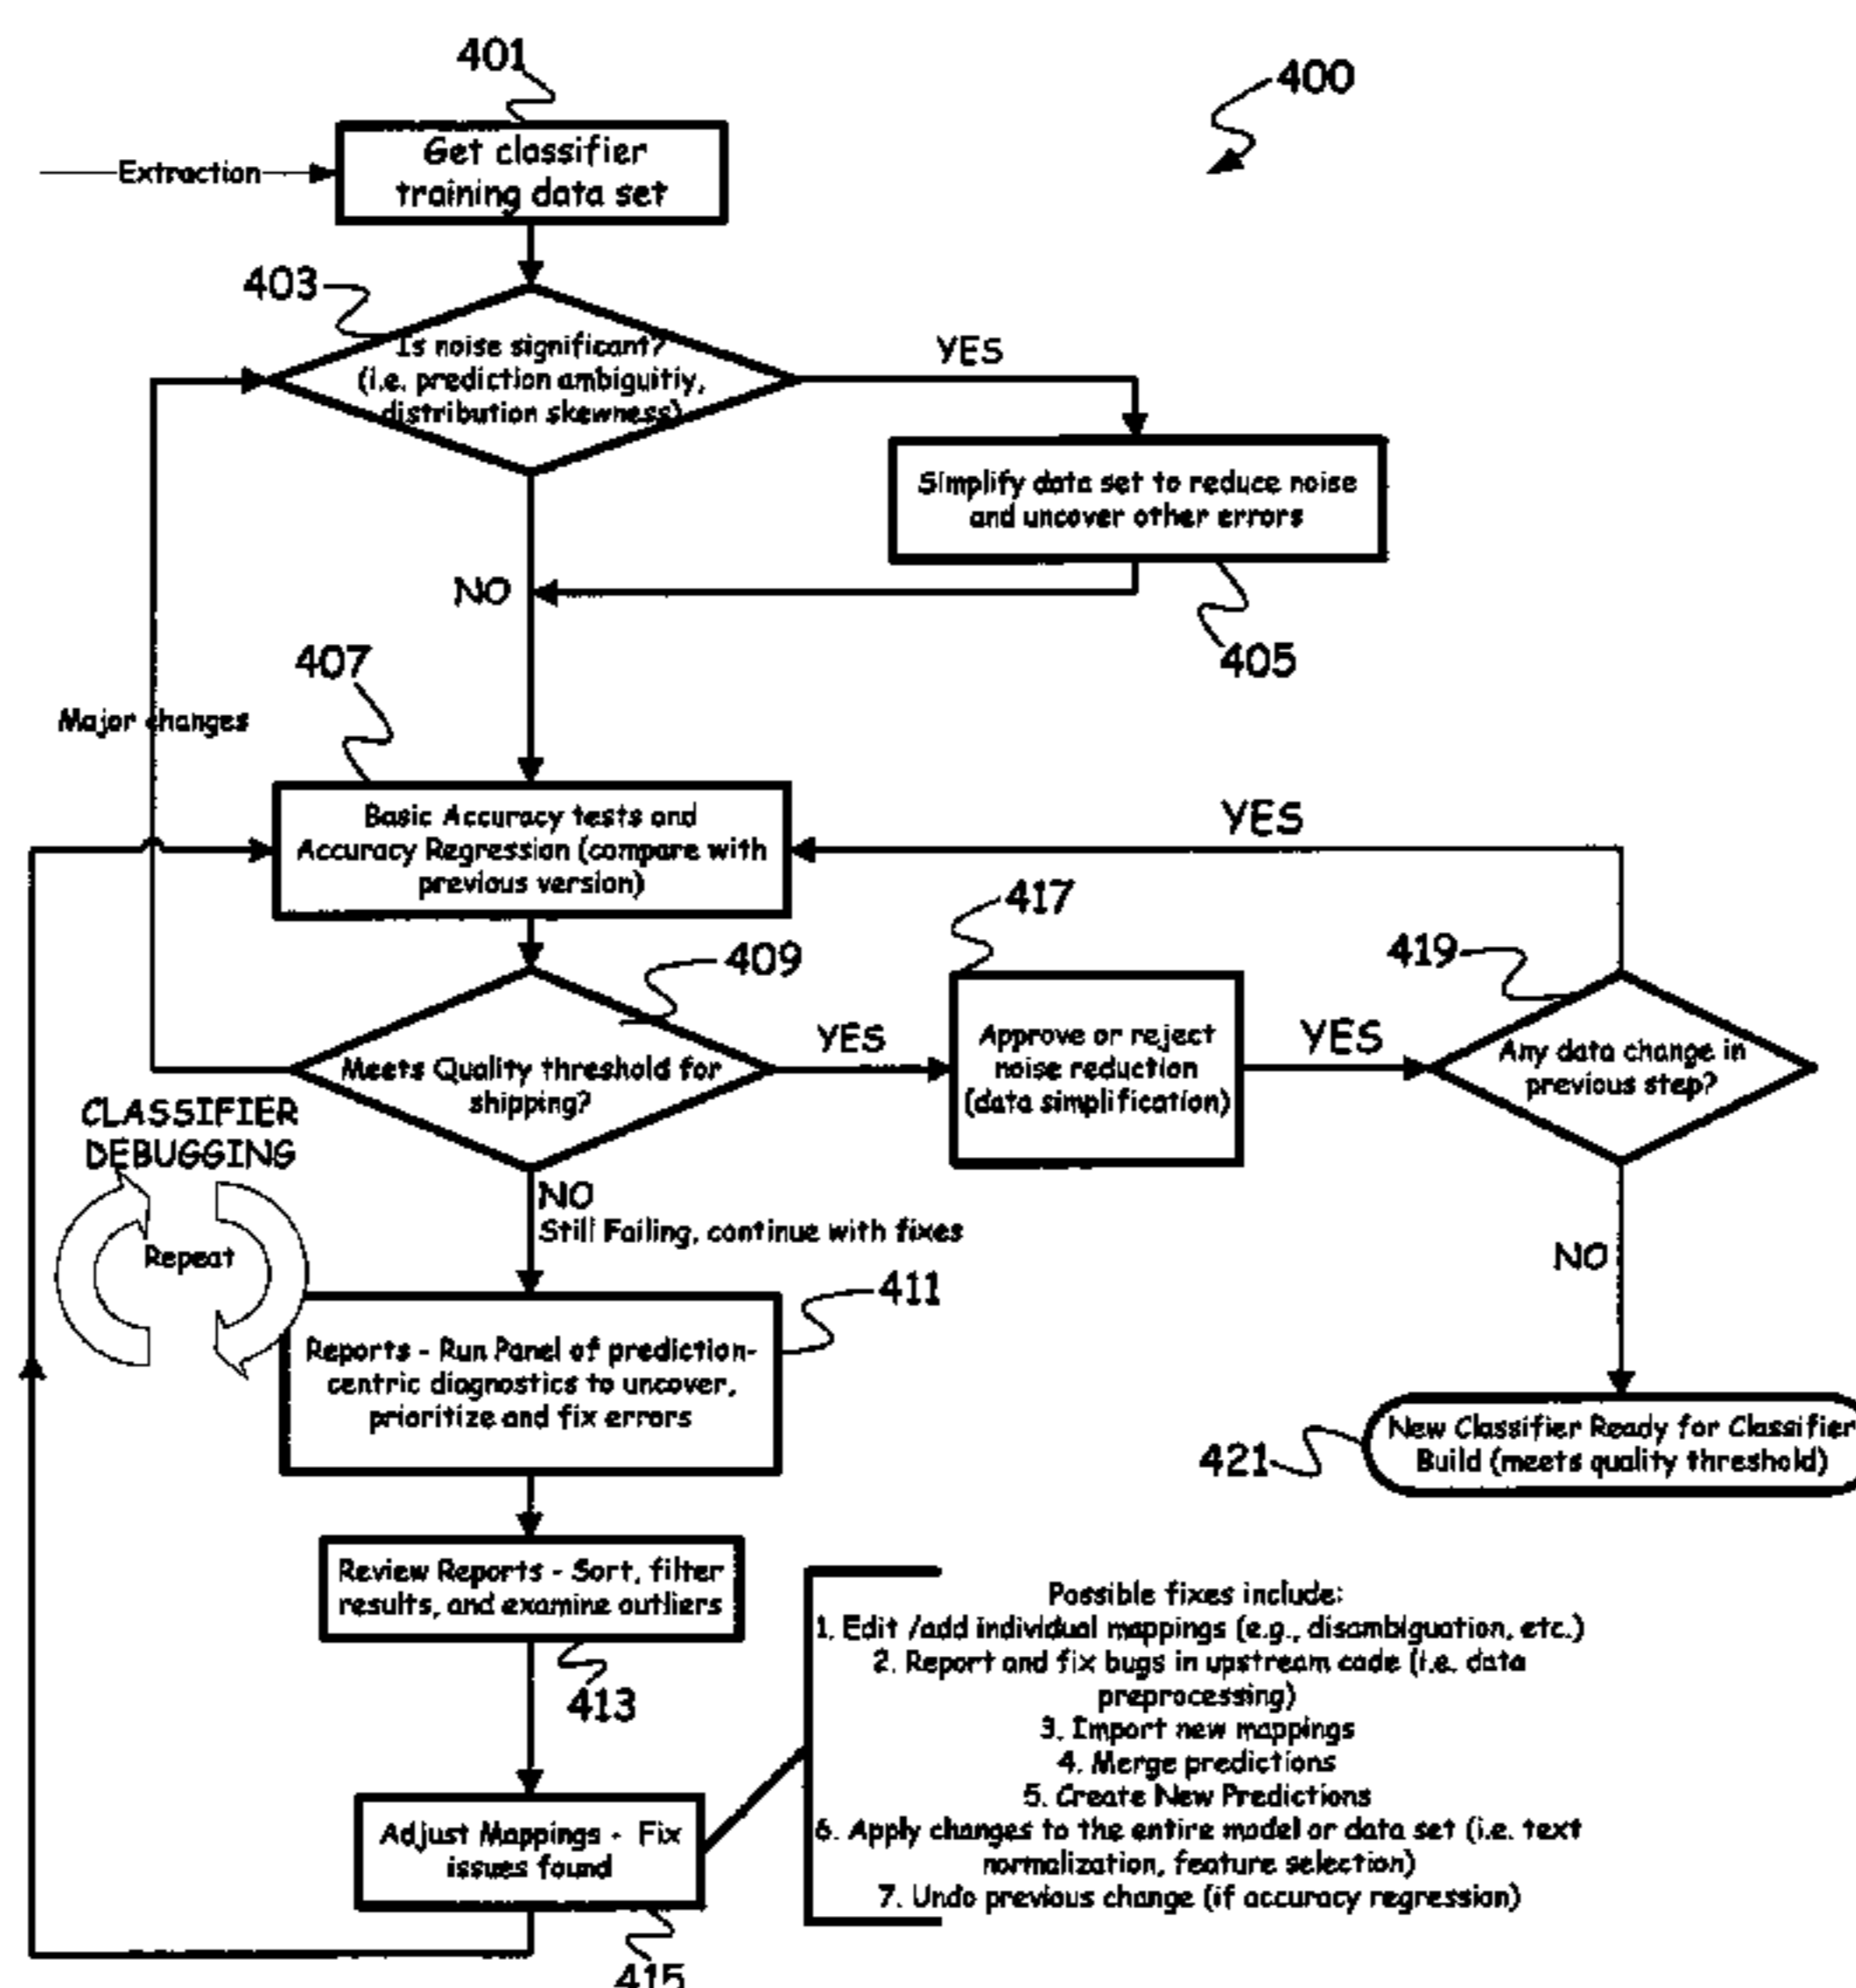 401
400
Extraction
Get classifier
training data set
403
Is noise significant?
(i.e. prediction ambiguitiy,
distribution skewness)
YES
Simplify data set to reduce noise
and uncover other errors
NO
405
407
Major changes
Basic Accuracy tests and
Accuracy Regression (compare with
previous version)
YES
417
409
419
Meets Quality threshold for
shipping?
YES
Approve or reject
noise reduction
(data simplification)
YES
Any data change in
previous step?
CLASSIFIER
DEBUGGING
Repeat
NO
Still Failing, continue with fixes
NO
411
Reports - Run Panel of prediction-
centric diagnostics to uncover,
prioritize and fix errors
New Classifier Ready for Classifier
Build (meets quality threshold)
421
Review Reports - Sort, filter
results, and examine outliers
413
Possible fixes include:
1. Edit /add individual mappings (e.g., disambiguation, etc.)
2. Report and fix bugs in upstream code (i.e. data
preprocessing)
3. Import new mappings
4. Merge predictions
5. Create New Predictions
6. Apply changes to the entire model or data set (i.e. text
normalization, feature selection)
7. Undo previous change (if accuracy regression)
Adjust Mappings - Fix
issues found
415